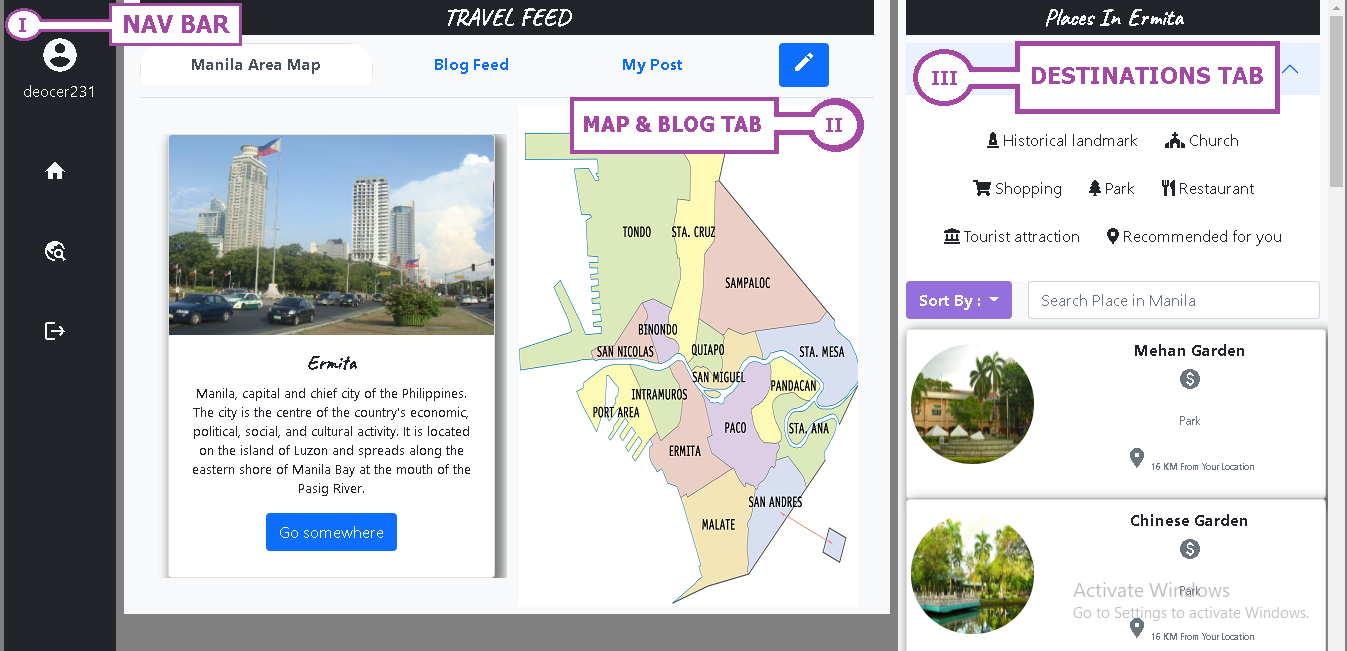 I
NAV BAR
deocer231
TRAVEL FEED
Manila Area Map
Blog Feed
My Post
MAP & BLOG TAB
II
Ermita
Manila, capital and chief city of the Philippines.
The city is the centre of the country's economic,
political, social, and cultural activity. It is located
on the island of Luzon and spreads along the
eastern shore of Manila Bay at the mouth of the
Pasig River.
Go somewhere
TONDO
STA. CRUZ
SAMPALOC
BINONDO
SAN NICOLAS
QUIAPO
STA. MESA
SAN MIGUEL
PANDACAN
INTRAMUROS
PORT AREA
PACO
STA. ANA
ERMITA
SAN ANDRES
MALATE
Places In Ermita
III
DESTINATIONS TAB
Historical landmark
Church
Shopping
Park
Restaurant
Tourist attraction
Recommended for you
Sort By :
Search Place in Manila
Mehan Garden
Park
16 KM From Your Location
Chinese Garden
Park
16 KM From Your Location
Activate Windows
Go to Settings to activate Windows.